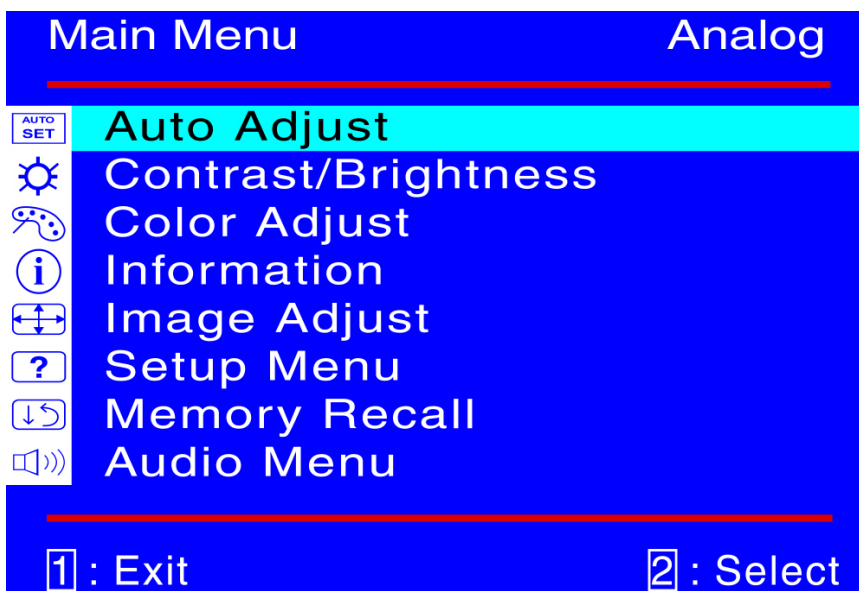 Main Menu Analog
AUTO SET Auto Adjust
Contrast/Brightness
Color Adjust
i Information
Image Adjust
? Setup Menu
Memory Recall
Audio Menu
1 : Exit 2 : Select